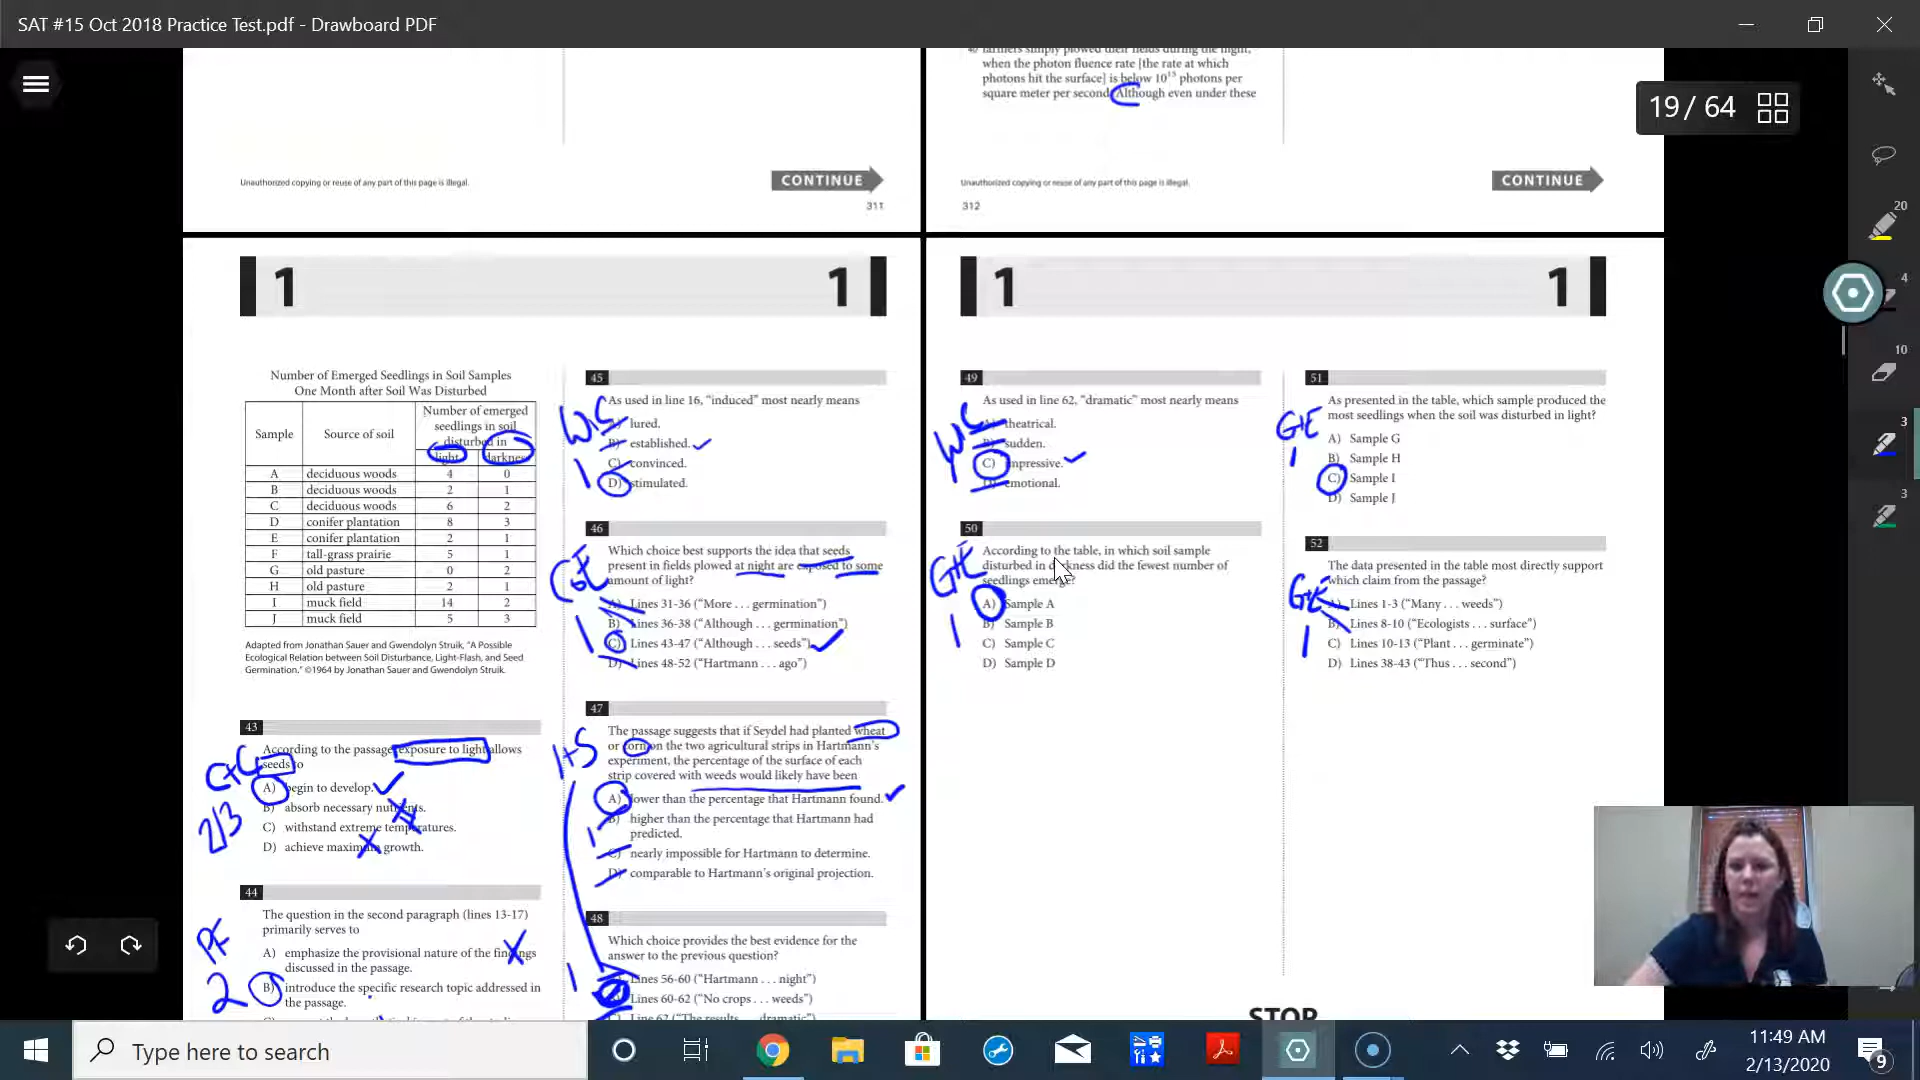 SAT #15 Oct 2018 Practice Test.pdf - Drawboard PDF
when the photon fluence rate [the rate at which
photons hit the surface] is below 10¹⁵ photons per
square meter per second. Although even under these
19 / 64
Unauthorized copying or reuse of any part of this page is illegal.
CONTINUE
311
Unauthorized copying or reuse of any part of this page is illegal.
CONTINUE
312
1
1
Number of Emerged Seedlings in Soil Samples
One Month after Soil Was Disturbed
Sample
Source of soil
Number of emerged
seedlings in soil
disturbed in
light
darkness
A deciduous woods 4 0
B deciduous woods 2 1
C deciduous woods 6 2
D conifer plantation 8 3
E conifer plantation 2 1
F tall-grass prairie 5 1
G old pasture 0 2
H old pasture 2 1
I muck field 14 2
J muck field 5 3
Adapted from Jonathan Sauer and Gwendolyn Struik, “A Possible
Ecological Relation between Soil Disturbance, Light-Flash, and Seed
Germination.” ©1964 by Jonathan Sauer and Gwendolyn Struik.
43
According to the passage, exposure to light allows
seeds to
A) begin to develop.
B) absorb necessary nutrients.
C) withstand extreme temperatures.
D) achieve maximum growth.
2/3
44
The question in the second paragraph (lines 13-17)
primarily serves to
A) emphasize the provisional nature of the findings
discussed in the passage.
B) introduce the specific research topic addressed in
the passage.
PF
2
45
As used in line 16, “induced” most nearly means
A) lured.
B) established.
C) convinced.
D) stimulated.
WC
1
46
Which choice best supports the idea that seeds
present in fields plowed at night are exposed to some
amount of light?
A) Lines 31-36 (“More . . . germination”)
B) Lines 36-38 (“Although . . . germination”)
C) Lines 43-47 (“Although . . . seeds”)
D) Lines 48-52 (“Hartmann . . . ago”)
1
47
The passage suggests that if Seydel had planted wheat
or corn on the two agricultural strips in Hartmann’s
experiment, the percentage of the surface of each
strip covered with weeds would likely have been
A) lower than the percentage that Hartmann found.
B) higher than the percentage that Hartmann had
predicted.
C) nearly impossible for Hartmann to determine.
D) comparable to Hartmann’s original projection.
I+S
1
48
Which choice provides the best evidence for the
answer to the previous question?
Lines 56-60 (“Hartmann . . . night”)
Lines 60-62 (“No crops . . . weeds”)
Line 62 (“The results . . . dramatic”)
1
1
1
49
As used in line 62, “dramatic” most nearly means
A) theatrical.
B) sudden.
C) impressive.
D) emotional.
WC
50
According to the table, in which soil sample
disturbed in darkness did the fewest number of
seedlings emerge?
A) Sample A
B) Sample B
C) Sample C
D) Sample D
G+E
1
51
As presented in the table, which sample produced the
most seedlings when the soil was disturbed in light?
A) Sample G
B) Sample H
C) Sample I
D) Sample J
G+E
1
52
The data presented in the table most directly support
which claim from the passage?
A) Lines 1-3 (“Many . . . weeds”)
B) Lines 8-10 (“Ecologists . . . surface”)
C) Lines 10-13 (“Plant . . . germinate”)
D) Lines 38-43 (“Thus . . . second”)
G+E
1
STOP
20
4
10
3
3
Type here to search
11:49 AM
2/13/2020
9